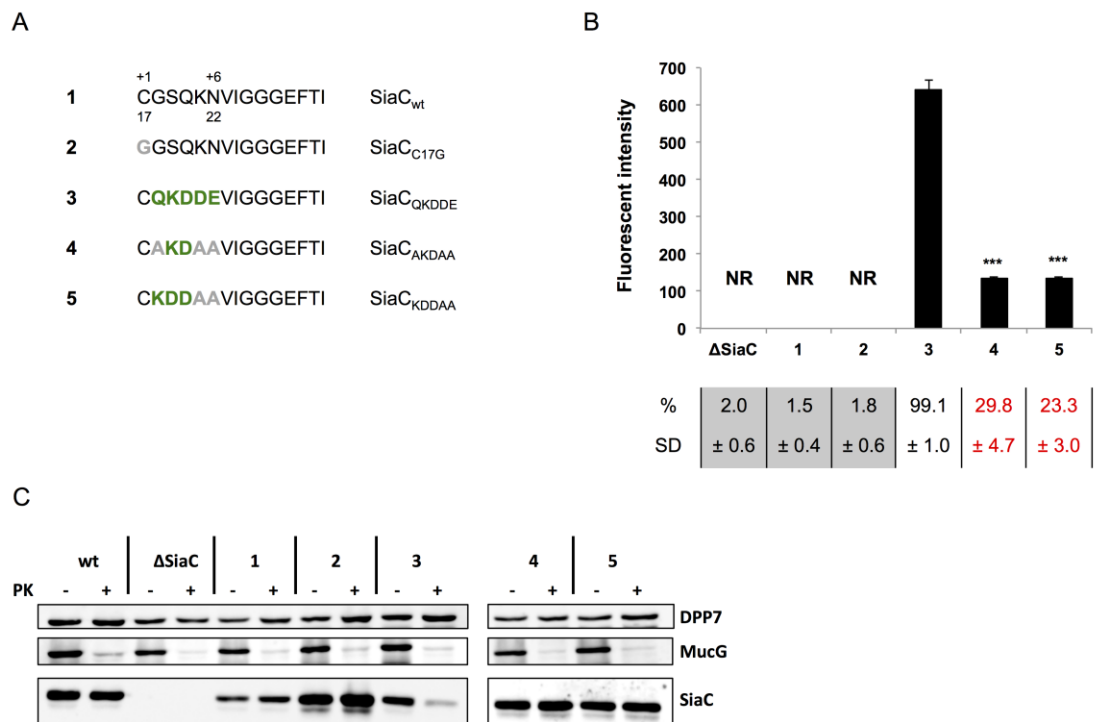 A
+1 +6
1 CGSQKNVIGGGEFTI SiaCwt
17 22
2 GGSQKNVIGGGEFTI SiaCC17G
3 CQKDDEVIGGGEFTI SiaCQKDDE
4 CAKDAAVIGGGEFTI SiaCAKDAA
5 CKDDAAVIGGGEFTI SiaCKDDAA
B
Fluorescent intensity
700
600
500
400
300
200
100
0
NR NR NR *** ***
ΔSiaC 1 2 3 4 5
% 2.0 1.5 1.8 99.1 29.8 23.3
SD ± 0.6 ± 0.4 ± 0.6 ± 1.0 ± 4.7 ± 3.0
C
wt ΔSiaC 1 2 3 4 5
PK - + - + - + - + - + - + - +
DPP7
MucG
SiaC